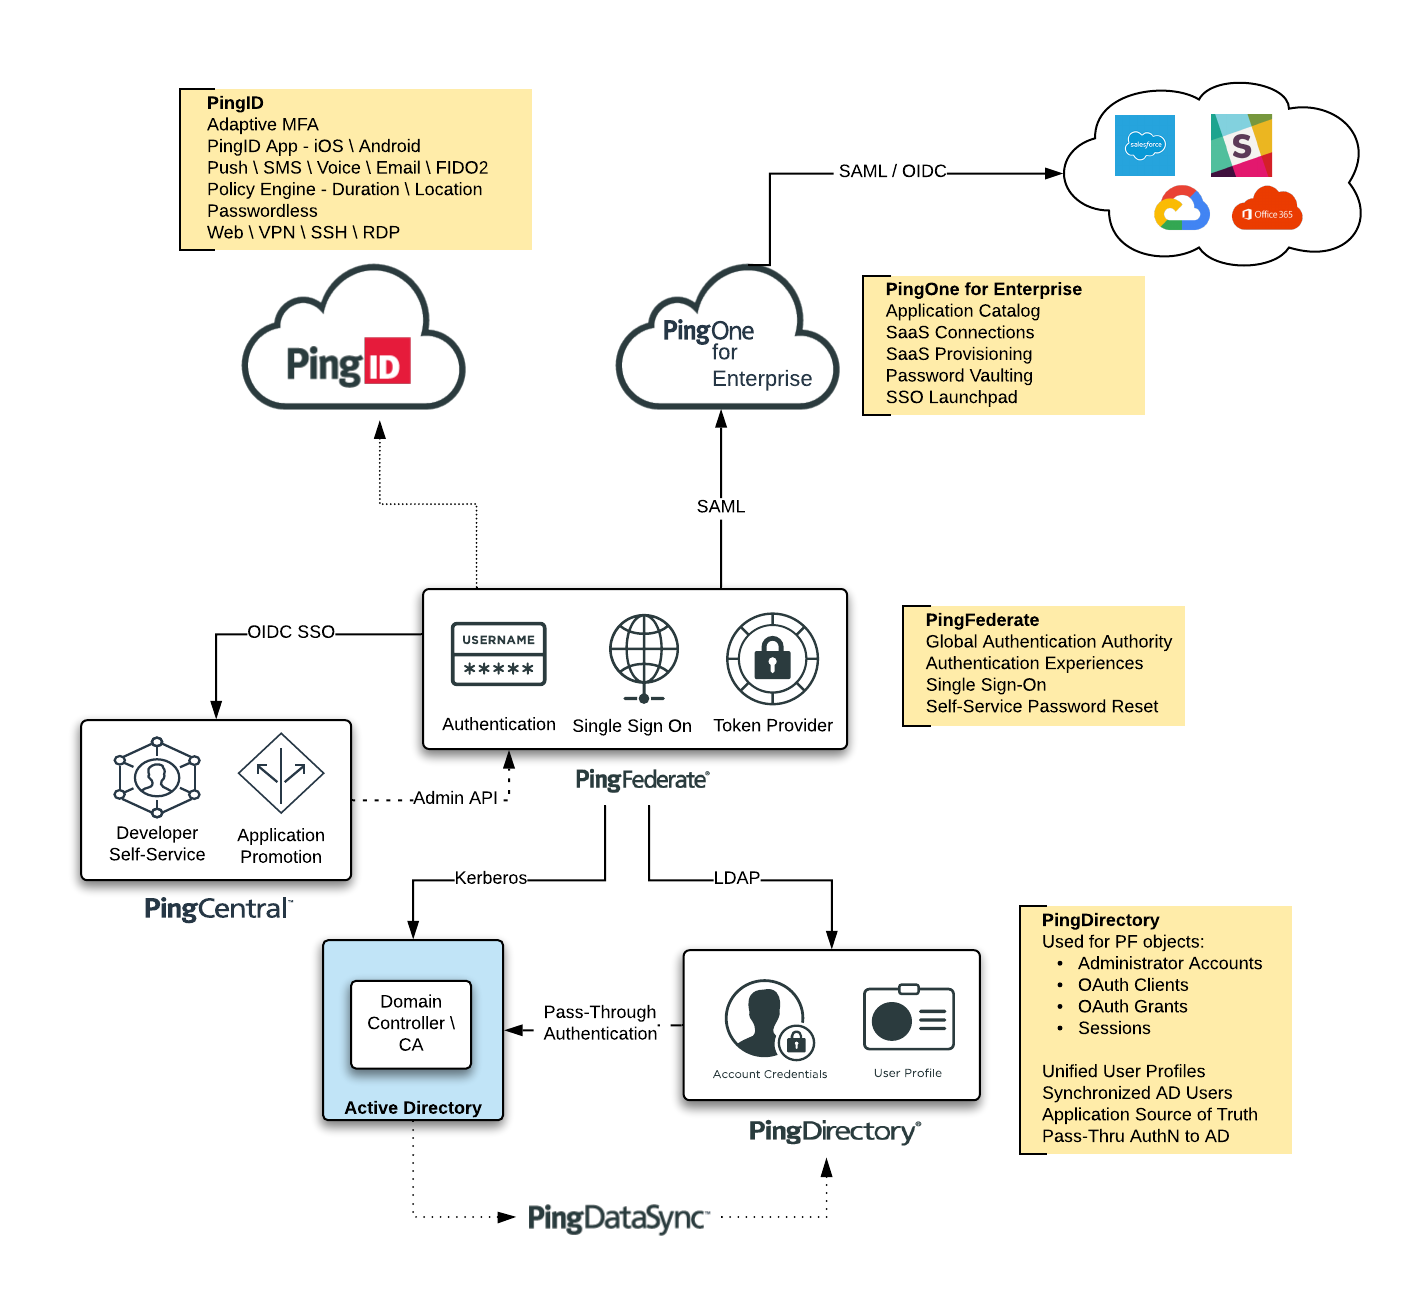 PingID
Adaptive MFA
PingID App - iOS \ Android
Push \ SMS \ Voice \ Email \ FIDO2
Policy Engine - Duration \ Location
Passwordless
Web \ VPN \ SSH \ RDP
SAML / OIDC
salesforce
S
Office 365
PingID
PingOne
for
Enterprise
PingOne for Enterprise
Application Catalog
SaaS Connections
SaaS Provisioning
Password Vaulting
SSO Launchpad
SAML
OIDC SSO
USERNAME
*****
Authentication
Single Sign On
Token Provider
PingFederate®
PingFederate
Global Authentication Authority
Authentication Experiences
Single Sign-On
Self-Service Password Reset
Developer
Self-Service
Application
Promotion
PingCentral™
Admin API
Kerberos
LDAP
Domain
Controller \
CA
Active Directory
Pass-Through
Authentication
Account Credentials
User Profile
PingDirectory®
PingDirectory
Used for PF objects:
• Administrator Accounts
• OAuth Clients
• OAuth Grants
• Sessions
Unified User Profiles
Synchronized AD Users
Application Source of Truth
Pass-Thru AuthN to AD
PingDataSync™